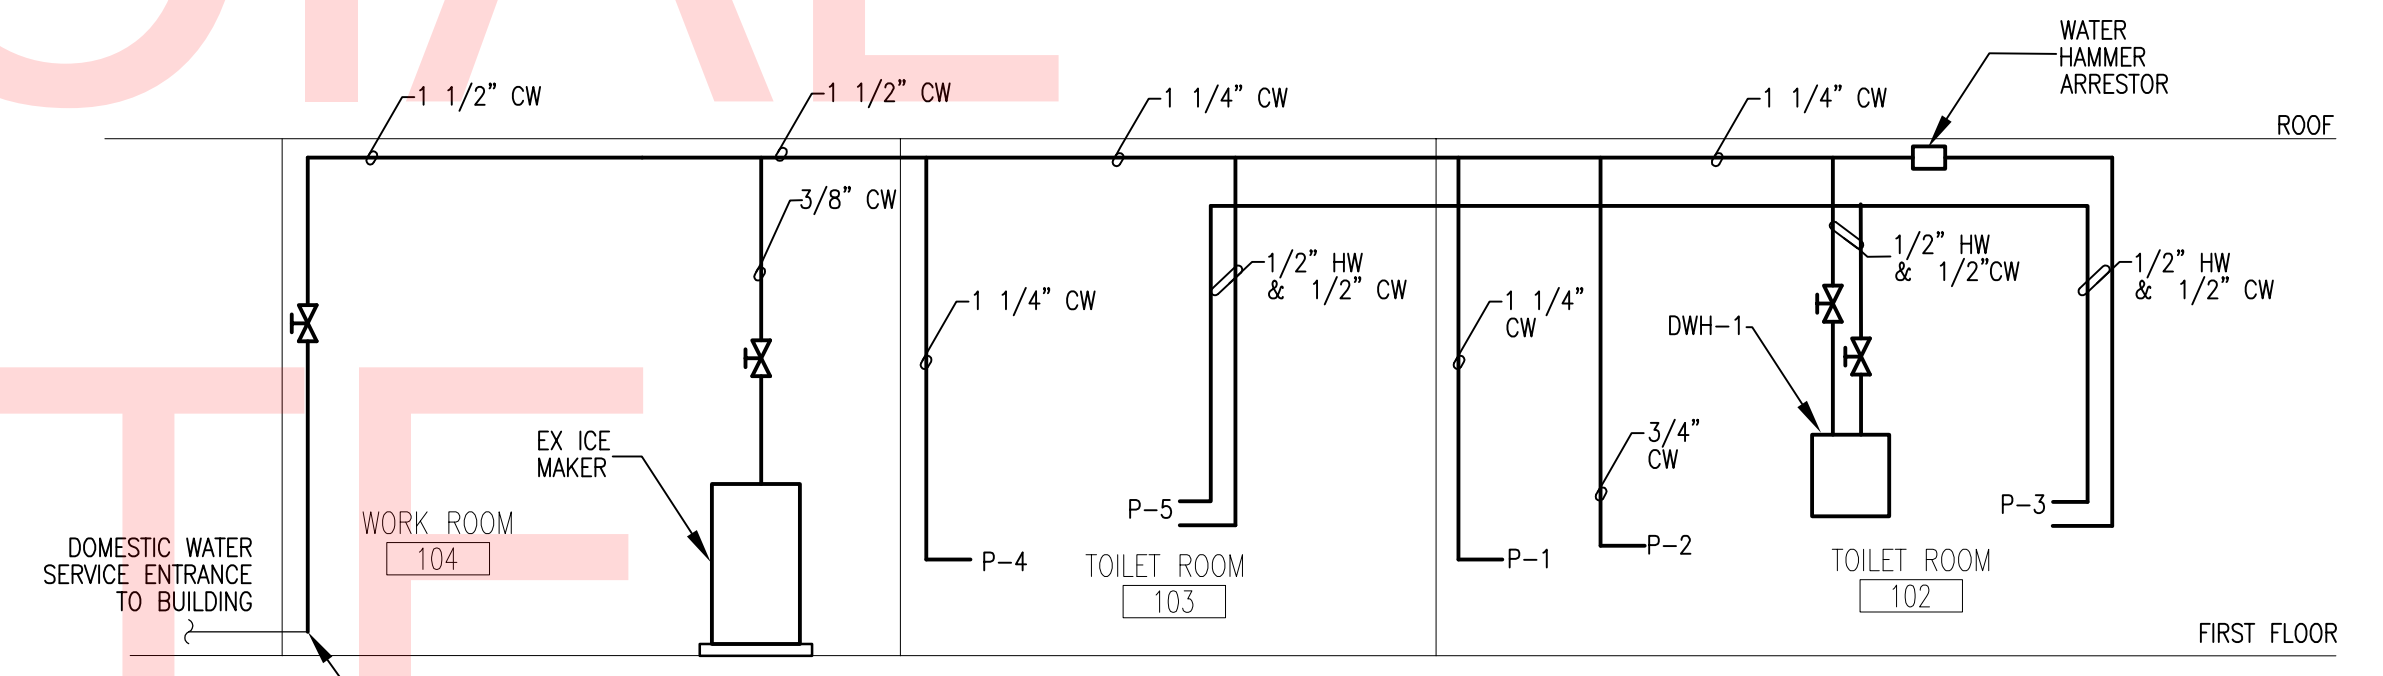 WATER
HAMMER
ARRESTOR
1 1/2" CW
1 1/2" CW
1 1/4" CW
1 1/4" CW
ROOF
3/8" CW
1/2" HW
& 1/2" CW
1/2" HW
& 1/2"CW
1/2" HW
& 1/2" CW
1 1/4" CW
1 1/4"
CW
DWH-1
EX ICE
MAKER
3/4"
CW
P-5
P-3
WORK ROOM
104
DOMESTIC WATER
SERVICE ENTRANCE
TO BUILDING
P-4
TOILET ROOM
103
P-1
P-2
TOILET ROOM
102
FIRST FLOOR